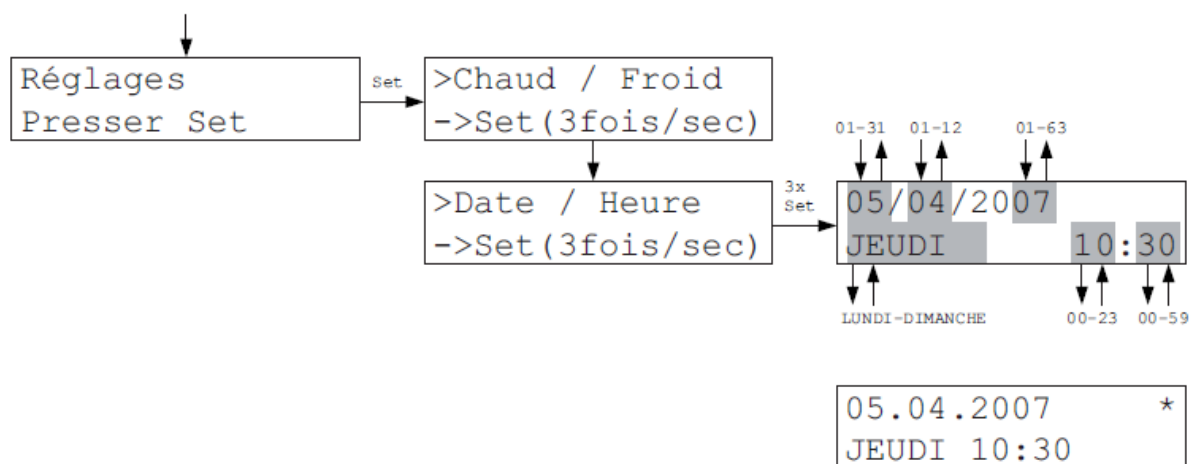 Réglages
Presser Set
Set
>Chaud / Froid
->Set(3fois/sec)
>Date / Heure
->Set(3fois/sec)
3x
Set
01-31 01-12 01-63
05/04/2007
JEUDI 10:30
LUNDI-DIMANCHE 00-23 00-59
05.04.2007 *
JEUDI 10:30